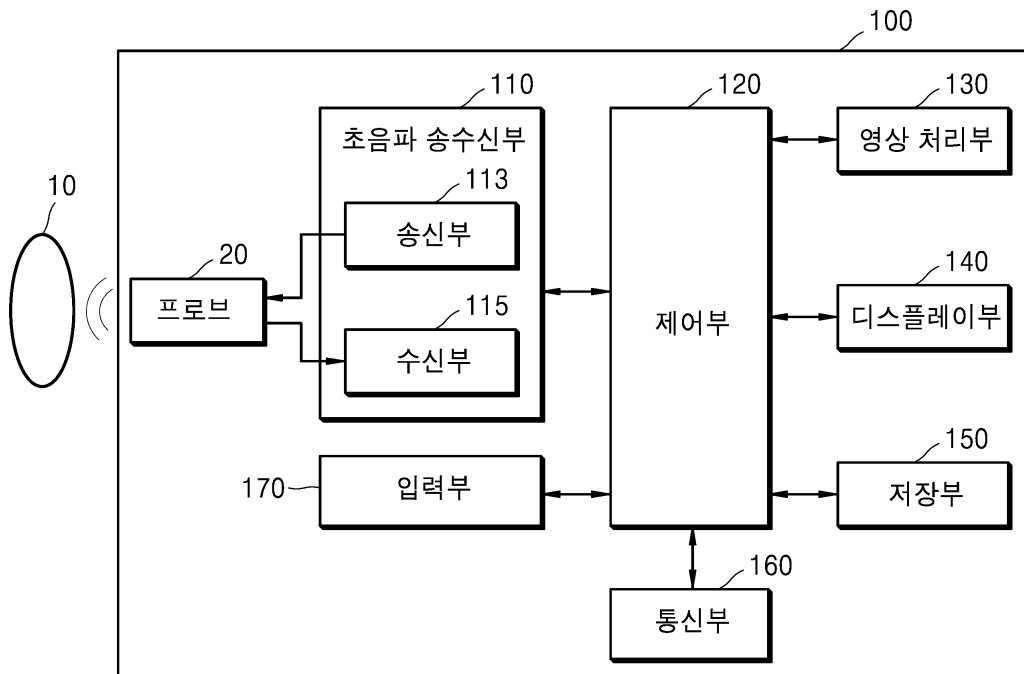 100
110
초음파 송수신부
120
130
영상 처리부
10
113
송신부
20
프로브
140
디스플레이부
115
수신부
제어부
150
저장부
170
입력부
160
통신부